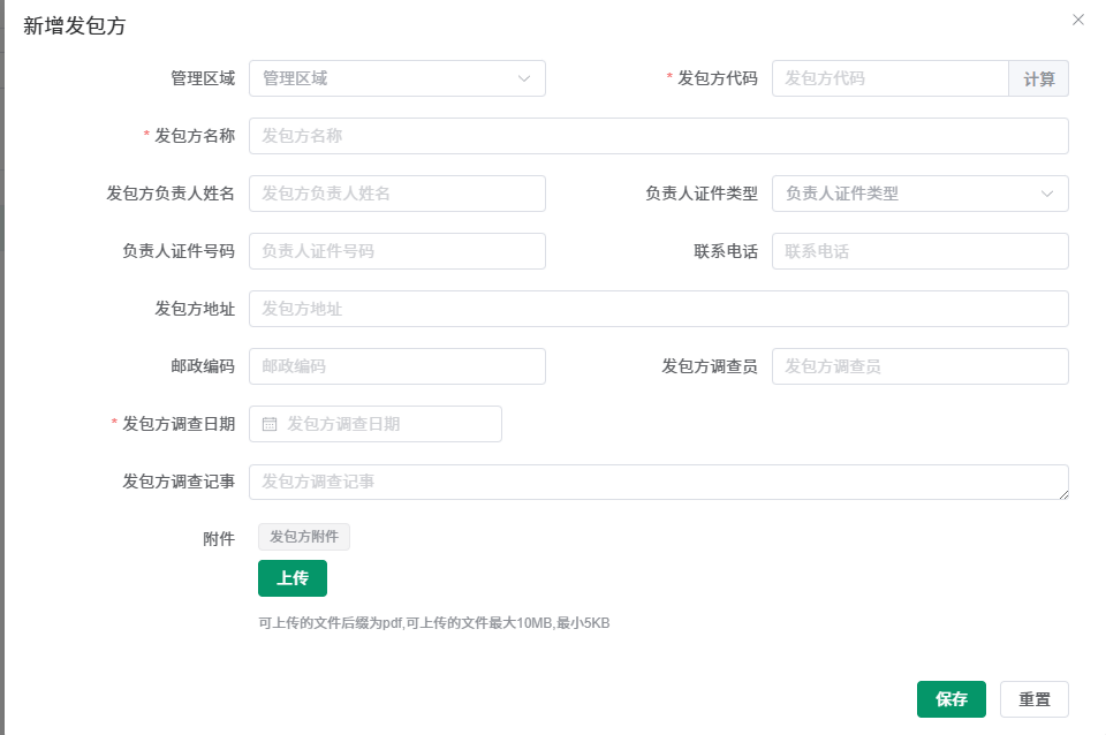 新增发包方
管理区域 管理区域 * 发包方代码 发包方代码 计算
* 发包方名称 发包方名称
发包方负责人姓名 发包方负责人姓名 负责人证件类型 负责人证件类型
负责人证件号码 负责人证件号码 联系电话 联系电话
发包方地址 发包方地址
邮政编码 邮政编码 发包方调查员 发包方调查员
* 发包方调查日期 发包方调查日期
发包方调查记事 发包方调查记事
附件 发包方附件
上传
可上传的文件后缀为pdf,可上传的文件最大10MB,最小5KB
保存 重置